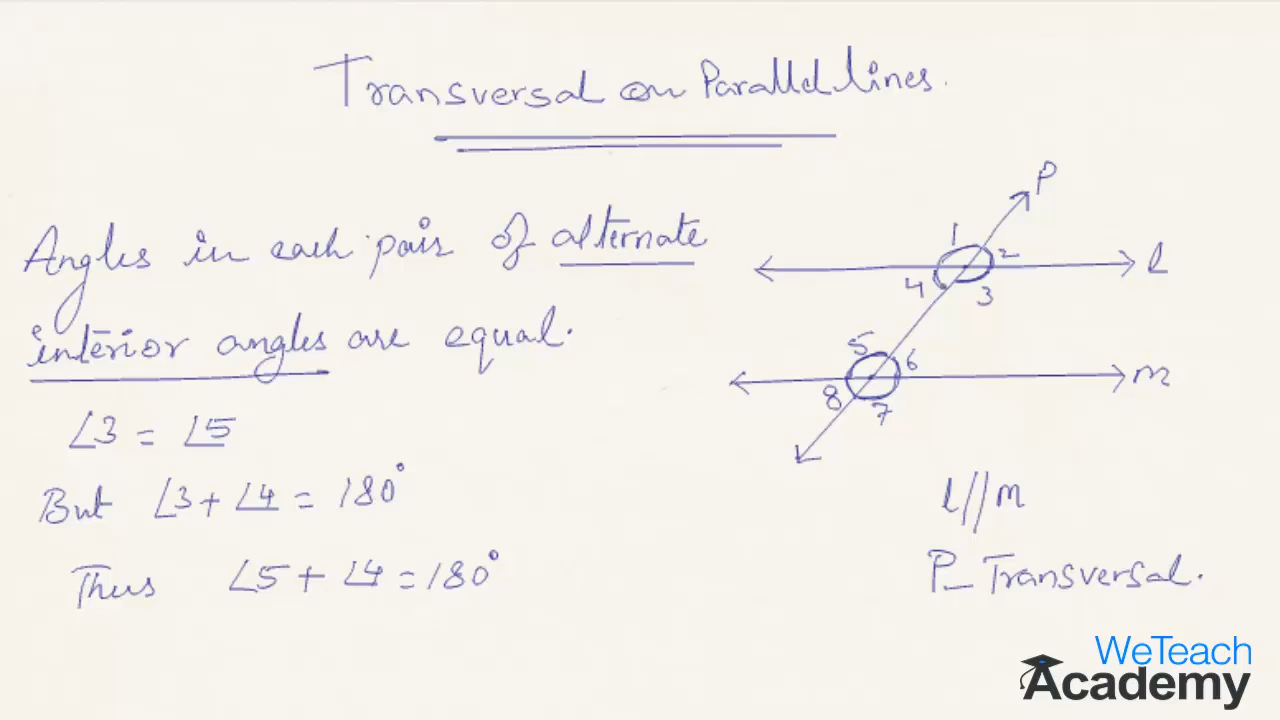 Transversal on Parallel lines.
Angles in each pair of alternate
interior angles are equal.
∠3 = ∠5
But ∠3 + ∠4 = 180°
Thus ∠5 + ∠4 = 180°
P
1
2
l
4
3
5
6
m
8
7
l//m
P_Transversal.
WeTeach
Academy